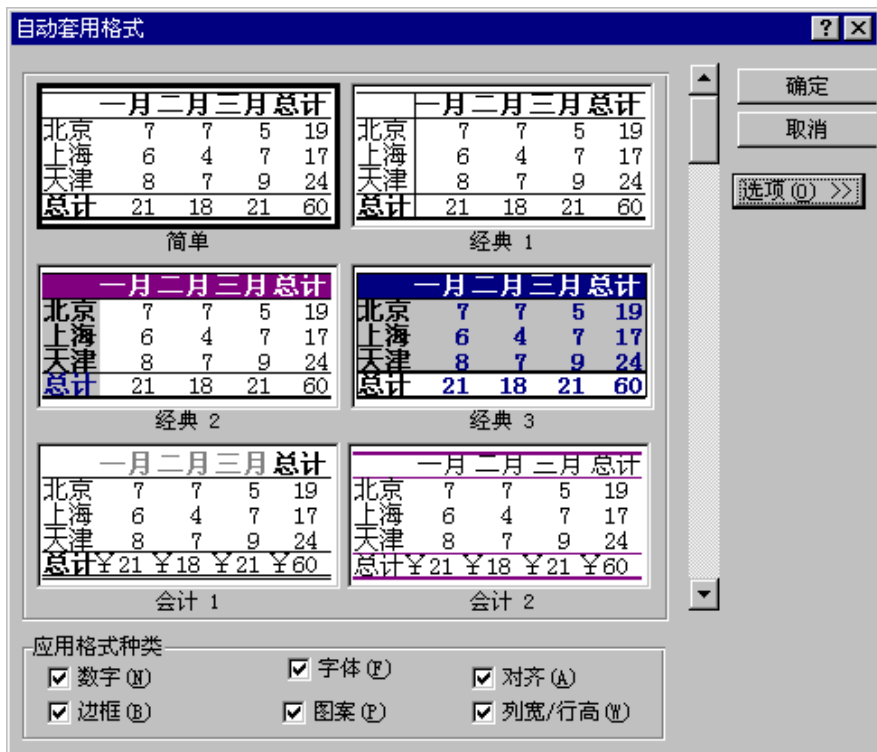 自动套用格式
确定
取消
选项(O) >>
一月 二月 三月 总计
北京 7 7 5 19
上海 6 4 7 17
天津 8 7 9 24
总计 21 18 21 60
简单
一月 二月 三月 总计
北京 7 7 5 19
上海 6 4 7 17
天津 8 7 9 24
总计 21 18 21 60
经典 1
一月 二月 三月 总计
北京 7 7 5 19
上海 6 4 7 17
天津 8 7 9 24
总计 21 18 21 60
经典 2
一月 二月 三月 总计
北京 7 7 5 19
上海 6 4 7 17
天津 8 7 9 24
总计 21 18 21 60
经典 3
一月 二月 三月 总计
北京 7 7 5 19
上海 6 4 7 17
天津 8 7 9 24
总计 ¥21 ¥18 ¥21 ¥60
会计 1
一月 二月 三月 总计
北京 7 7 5 19
上海 6 4 7 17
天津 8 7 9 24
总计 ¥21 ¥18 ¥21 ¥60
会计 2
应用格式种类
数字(N) 字体(F) 对齐(A)
边框(B) 图案(P) 列宽/行高(W)